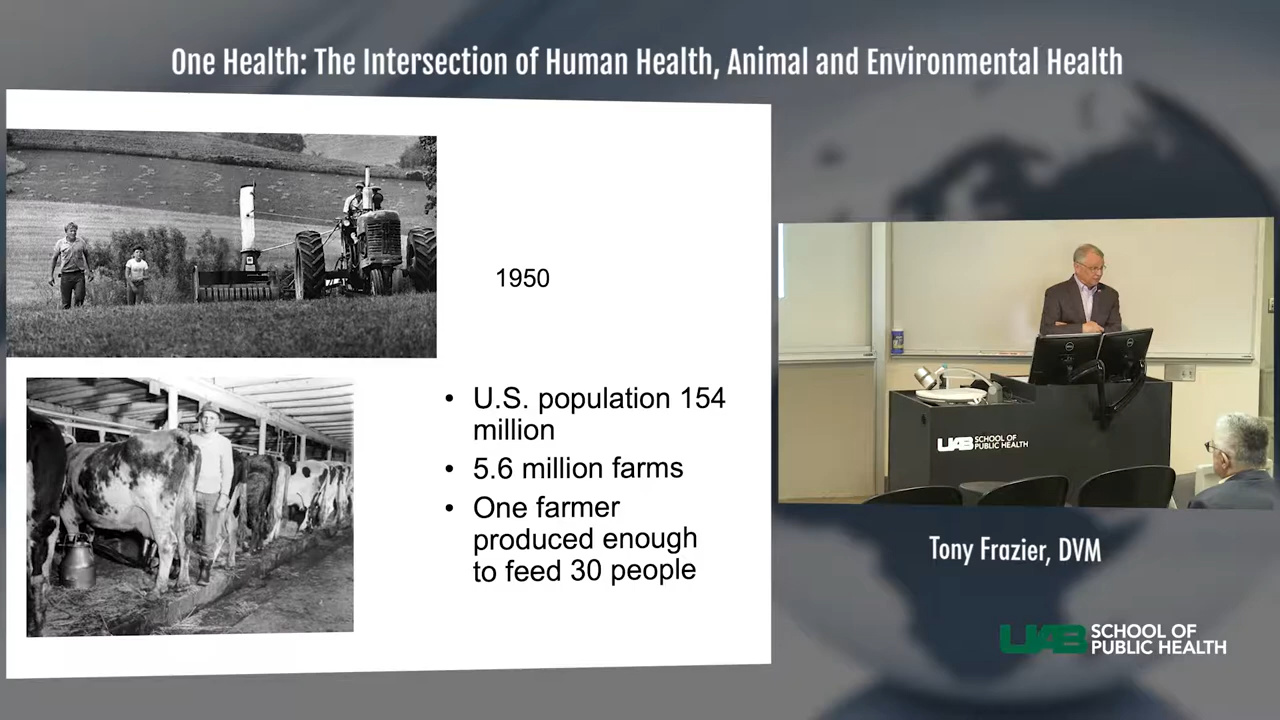 One Health: The Intersection of Human Health, Animal and Environmental Health
1950
• U.S. population 154
million
• 5.6 million farms
• One farmer
produced enough
to feed 30 people
UAB SCHOOL OF
PUBLIC HEALTH
Tony Frazier, DVM
UAB SCHOOL OF
PUBLIC HEALTH